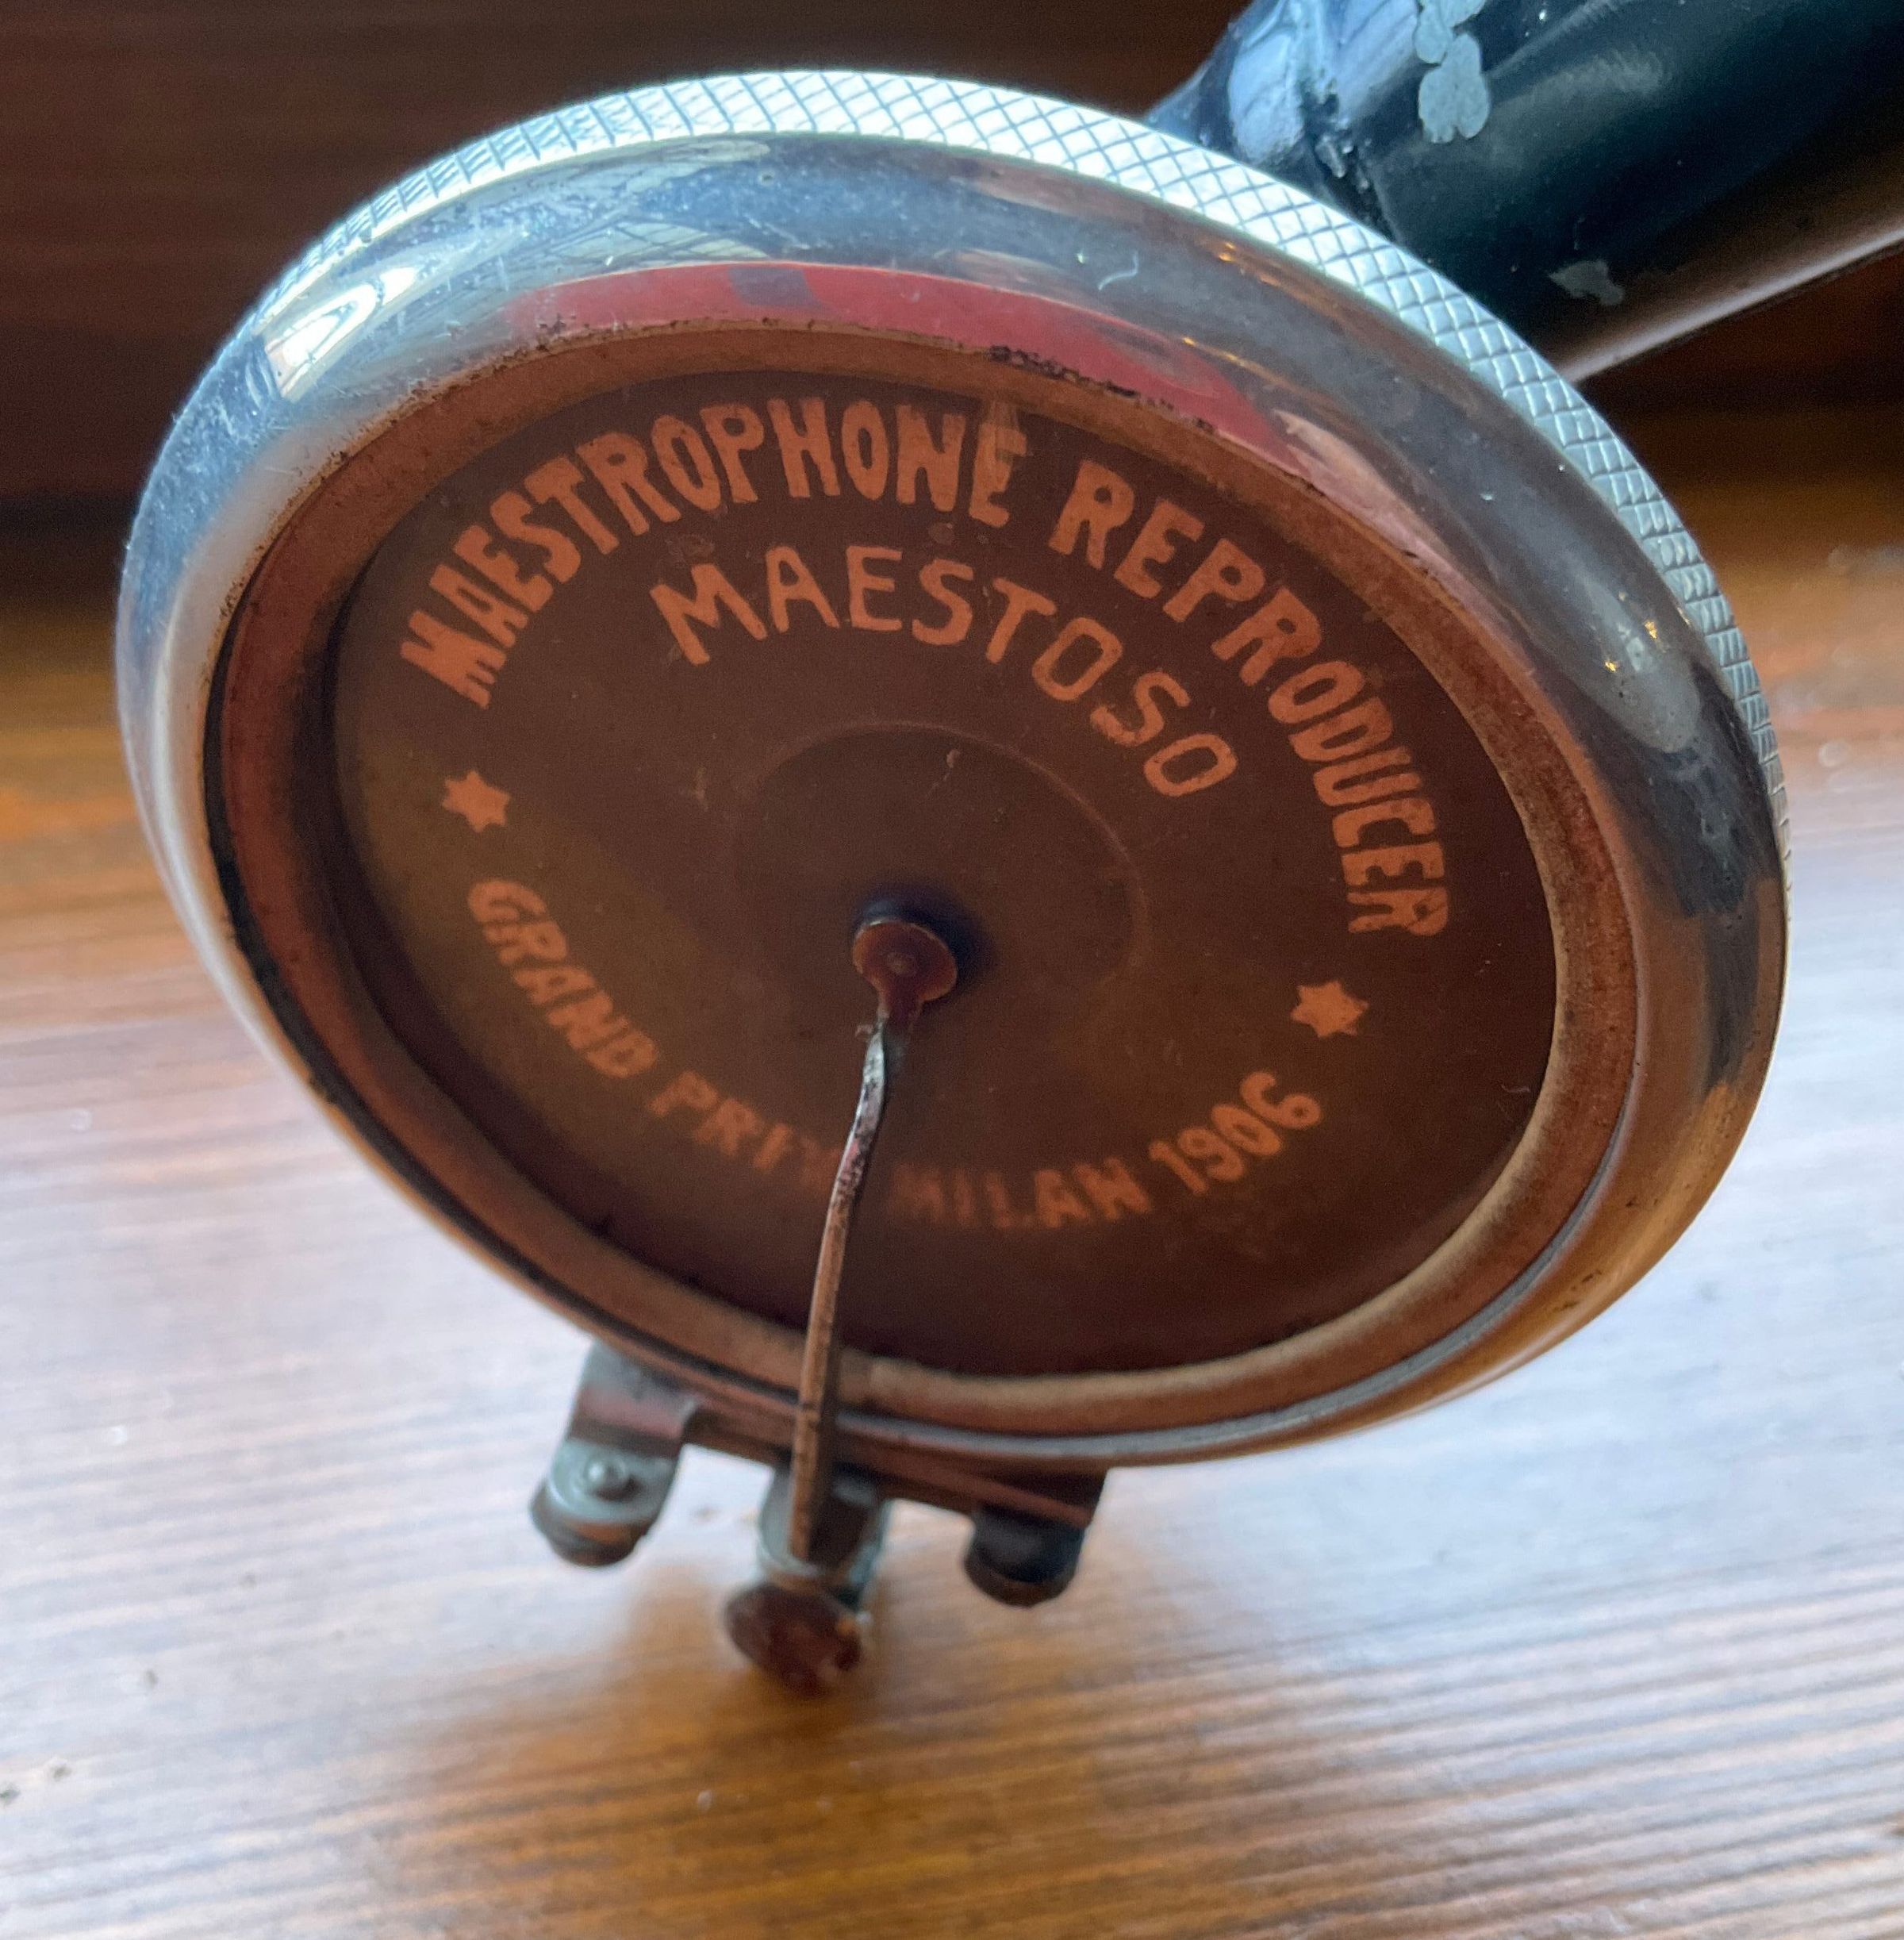 MAESTROPHONE REPRODUCER
MAESTOSO
GRAND PRIX MILAN 1906